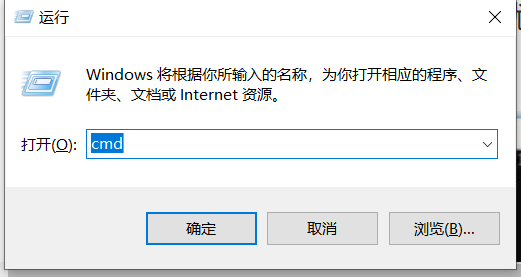 运行
Windows 将根据你所输入的名称，为你打开相应的程序、文
件夹、文档或 Internet 资源。
打开(O): cmd
确定 取消 浏览(B)...